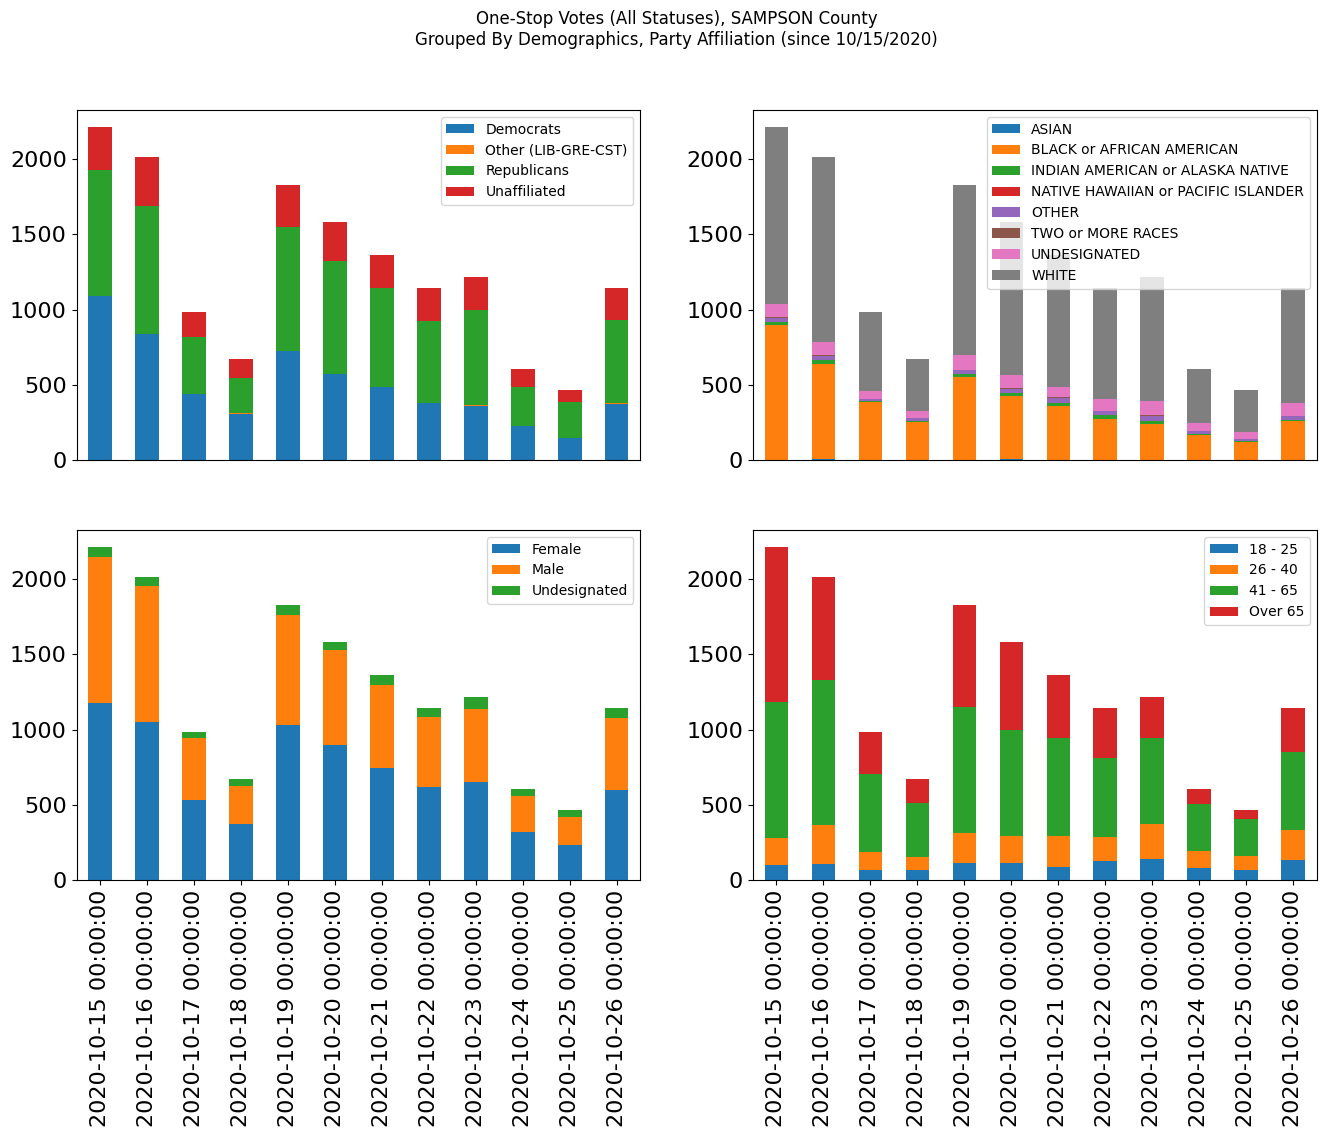 One-Stop Votes (All Statuses), SAMPSON County
Grouped By Demographics, Party Affiliation (since 10/15/2020)
2000
1500
1000
500
0
Democrats
Other (LIB-GRE-CST)
Republicans
Unaffiliated
2000
1500
1000
500
0
ASIAN
BLACK or AFRICAN AMERICAN
INDIAN AMERICAN or ALASKA NATIVE
NATIVE HAWAIIAN or PACIFIC ISLANDER
OTHER
TWO or MORE RACES
UNDESIGNATED
WHITE
2000
1500
1000
500
0
Female
Male
Undesignated
2020-10-15 00:00:00
2020-10-16 00:00:00
2020-10-17 00:00:00
2020-10-18 00:00:00
2020-10-19 00:00:00
2020-10-20 00:00:00
2020-10-21 00:00:00
2020-10-22 00:00:00
2020-10-23 00:00:00
2020-10-24 00:00:00
2020-10-25 00:00:00
2020-10-26 00:00:00
2000
1500
1000
500
0
18 - 25
26 - 40
41 - 65
Over 65
2020-10-15 00:00:00
2020-10-16 00:00:00
2020-10-17 00:00:00
2020-10-18 00:00:00
2020-10-19 00:00:00
2020-10-20 00:00:00
2020-10-21 00:00:00
2020-10-22 00:00:00
2020-10-23 00:00:00
2020-10-24 00:00:00
2020-10-25 00:00:00
2020-10-26 00:00:00